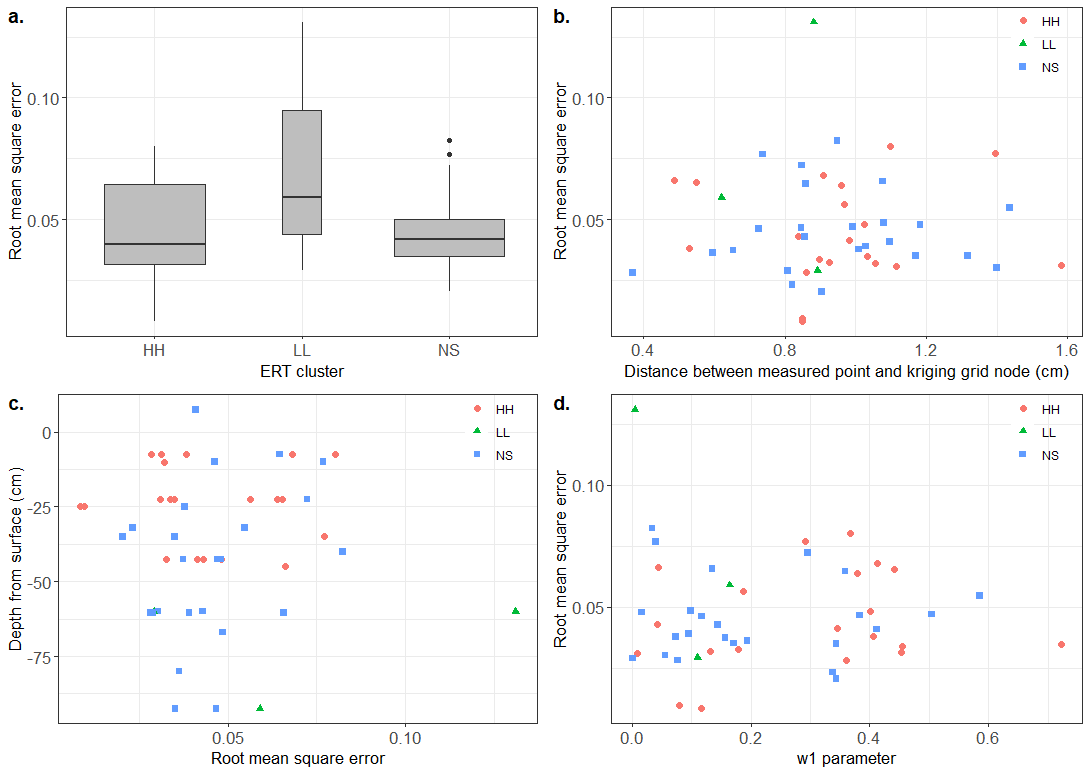 a.
Root mean square error
0.10
0.05
HH
LL
NS
ERT cluster
b.
Root mean square error
0.10
0.05
HH
LL
NS
0.4
0.8
1.2
1.6
Distance between measured point and kriging grid node (cm)
c.
Depth from surface (cm)
0
-25
-50
-75
HH
LL
NS
0.05
0.10
Root mean square error
d.
Root mean square error
0.10
0.05
HH
LL
NS
0.0
0.2
0.4
0.6
w1 parameter